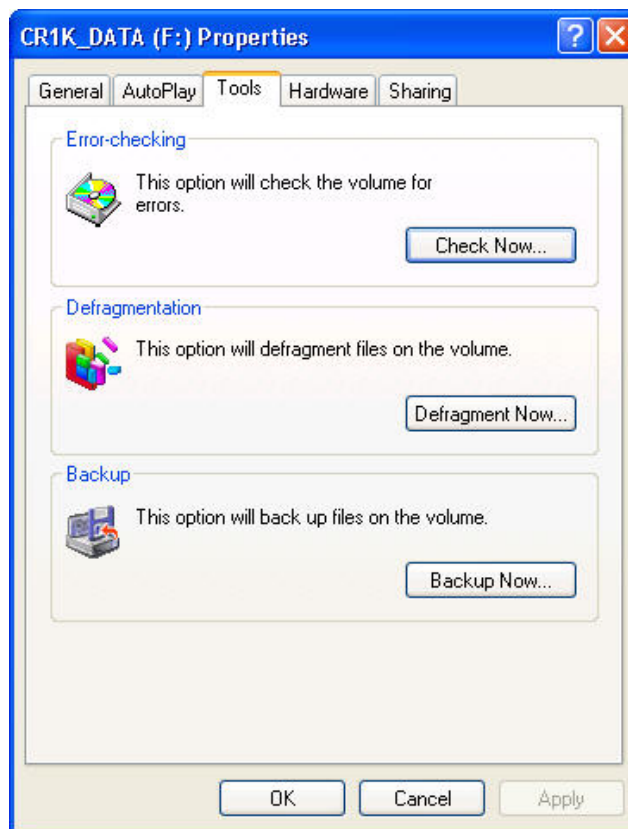 CR1K_DATA (F:) Properties
General AutoPlay Tools Hardware Sharing
Error-checking
This option will check the volume for
errors.
Check Now...
Defragmentation
This option will defragment files on the volume.
Defragment Now...
Backup
This option will back up files on the volume.
Backup Now...
OK Cancel Apply